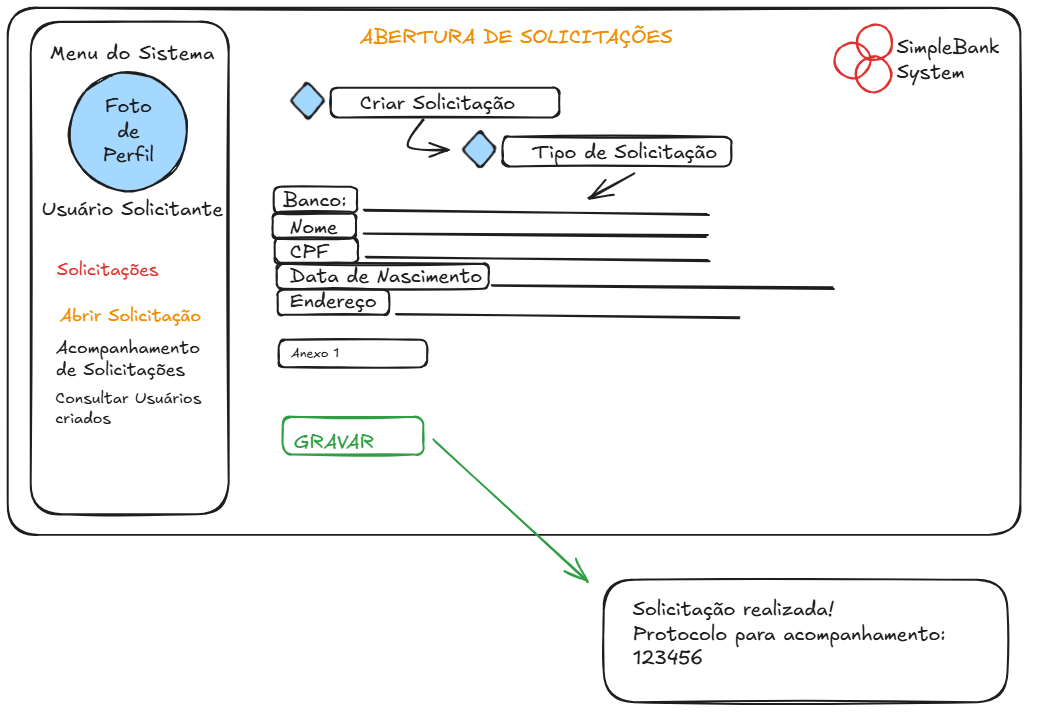 Menu do Sistema
Foto
de
Perfil
Usuário Solicitante
Solicitações
Abrir Solicitação
Acompanhamento
de Solicitações
Consultar Usuários
criados
ABERTURA DE SOLICITAÇÕES
SimpleBank
System
Criar Solicitação
Tipo de Solicitação
Banco:
Nome
CPF
Data de Nascimento
Endereço
Anexo 1
GRAVAR
Solicitação realizada!
Protocolo para acompanhamento:
123456